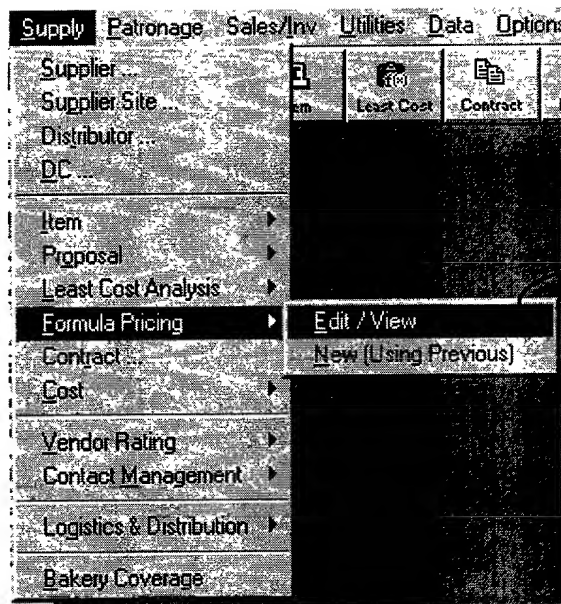 Supply Patronage Sales/Inv Utilities Data Options
Supplier ...
Supplier Site ...
Distributor ...
DC ...
Least Cost Contract
Item
Proposal
Least Cost Analysis
Formula Pricing
Edit / View
New (Using Previous)
Contract ...
Cost
Vendor Rating
Contact Management
Logistics & Distribution
Bakery Coverage